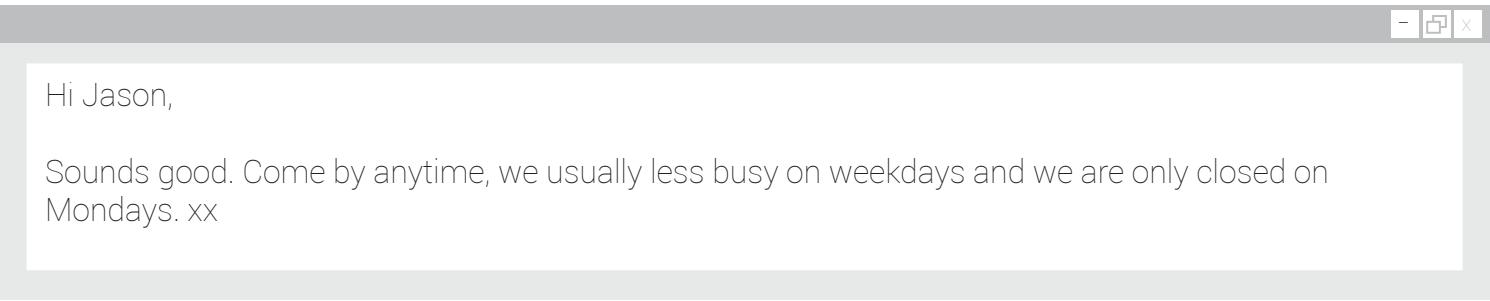 Hi Jason,
Sounds good. Come by anytime, we usually less busy on weekdays and we are only closed on
Mondays. xx